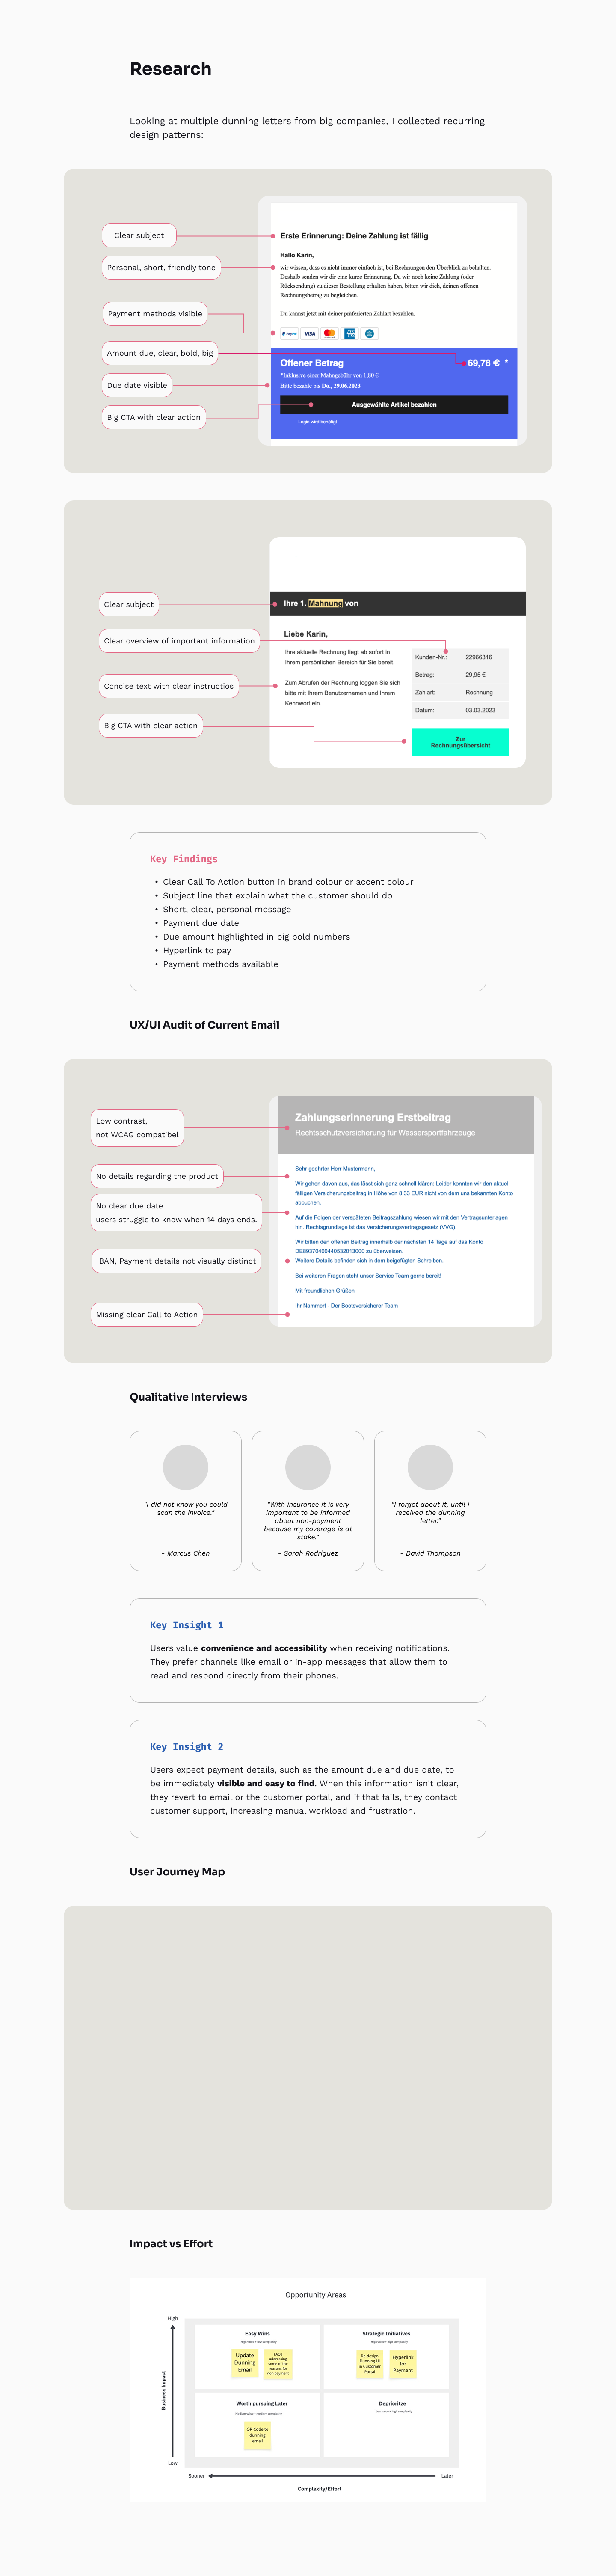 Research
Looking at multiple dunning letters from big companies, I collected recurring
design patterns:
Clear subject
Personal, short, friendly tone
Payment methods visible
Amount due, clear, bold, big
Due date visible
Big CTA with clear action
Erste Erinnerung: Deine Zahlung ist fällig
Hallo Karin,
wir wissen, dass es nicht immer einfach ist, bei Rechnungen den Überblick zu behalten.
Deshalb senden wir dir eine kurze Erinnerung. Da wir noch keine Zahlung (oder
Rücksendung) zu dieser Bestellung erhalten haben, bitten wir dich, deinen offenen
Rechnungsbetrag zu begleichen.
Du kannst jetzt mit deiner präferierten Zahlart bezahlen.
PayPal
VISA
Offener Betrag
69,78 € *
*Inklusive einer Mahngebühr von 1,80 €
Bitte bezahle bis Do., 29.06.2023
Ausgewählte Artikel bezahlen
Login wird benötigt
Clear subject
Clear overview of important information
Concise text with clear instructios
Big CTA with clear action
Ihre 1. Mahnung von
Liebe Karin,
Ihre aktuelle Rechnung liegt ab sofort in
Ihrem persönlichen Bereich für Sie bereit.
Zum Abrufen der Rechnung loggen Sie sich
bitte mit Ihrem Benutzernamen und Ihrem
Kennwort ein.
Kunden-Nr.: 22966316
Betrag: 29,95 €
Zahlart: Rechnung
Datum: 03.03.2023
Zur
Rechnungsübersicht
Key Findings
• Clear Call To Action button in brand colour or accent colour
• Subject line that explain what the customer should do
• Short, clear, personal message
• Payment due date
• Due amount highlighted in big bold numbers
• Hyperlink to pay
• Payment methods available
UX/UI Audit of Current Email
Low contrast,
not WCAG compatibel
No details regarding the product
No clear due date.
users struggle to know when 14 days ends.
IBAN, Payment details not visually distinct
Missing clear Call to Action
Zahlungserinnerung Erstbeitrag
Rechtsschutzversicherung für Wassersportfahrzeuge
Sehr geehrter Herr Mustermann,
Wir gehen davon aus, das lässt sich ganz schnell klären: Leider konnten wir den aktuell
fälligen Versicherungsbeitrag in Höhe von 8,33 EUR nicht von dem uns bekannten Konto
abbuchen.
Auf die Folgen der verspäteten Beitragszahlung wiesen wir mit den Vertragsunterlagen
hin. Rechtsgrundlage ist das Versicherungsvertragsgesetz (VVG).
Wir bitten den offenen Beitrag innerhalb der nächsten 14 Tage auf das Konto
DE89370400440532013000 zu überweisen.
Weitere Details befinden sich in dem beigefügten Schreiben.
Bei weiteren Fragen steht unser Service Team gerne bereit!
Mit freundlichen Grüßen
Ihr Nammert - Der Bootsversicherer Team
Qualitative Interviews
"I did not know you could
scan the invoice."
~ Marcus Chen
"With insurance it is very
important to be informed
about non-payment
because my coverage is at
stake."
~ Sarah Rodriguez
"I forgot about it, until I
received the dunning
letter."
~ David Thompson
Key Insight 1
Users value convenience and accessibility when receiving notifications.
They prefer channels like email or in-app messages that allow them to
read and respond directly from their phones.
Key Insight 2
Users expect payment details, such as the amount due and due date, to
be immediately visible and easy to find. When this information isn't clear,
they revert to email or the customer portal, and if that fails, they contact
customer support, increasing manual workload and frustration.
User Journey Map
Impact vs Effort
Opportunity Areas
High
Business Impact
Low
Easy Wins
High value + low complexity
Update
Dunning
Email
FAQs
addressing
some of the
reasons for
non payment
Strategic Initiatives
High value + high complexity
Re-design
Dunning UI
in Customer
Portal
Hyperlink
for
Payment
Worth pursuing Later
Medium value + medium complexity
QR Code to
dunning
email
Deprioritze
Low value + high complexity
Sooner
Later
Complexity/Effort